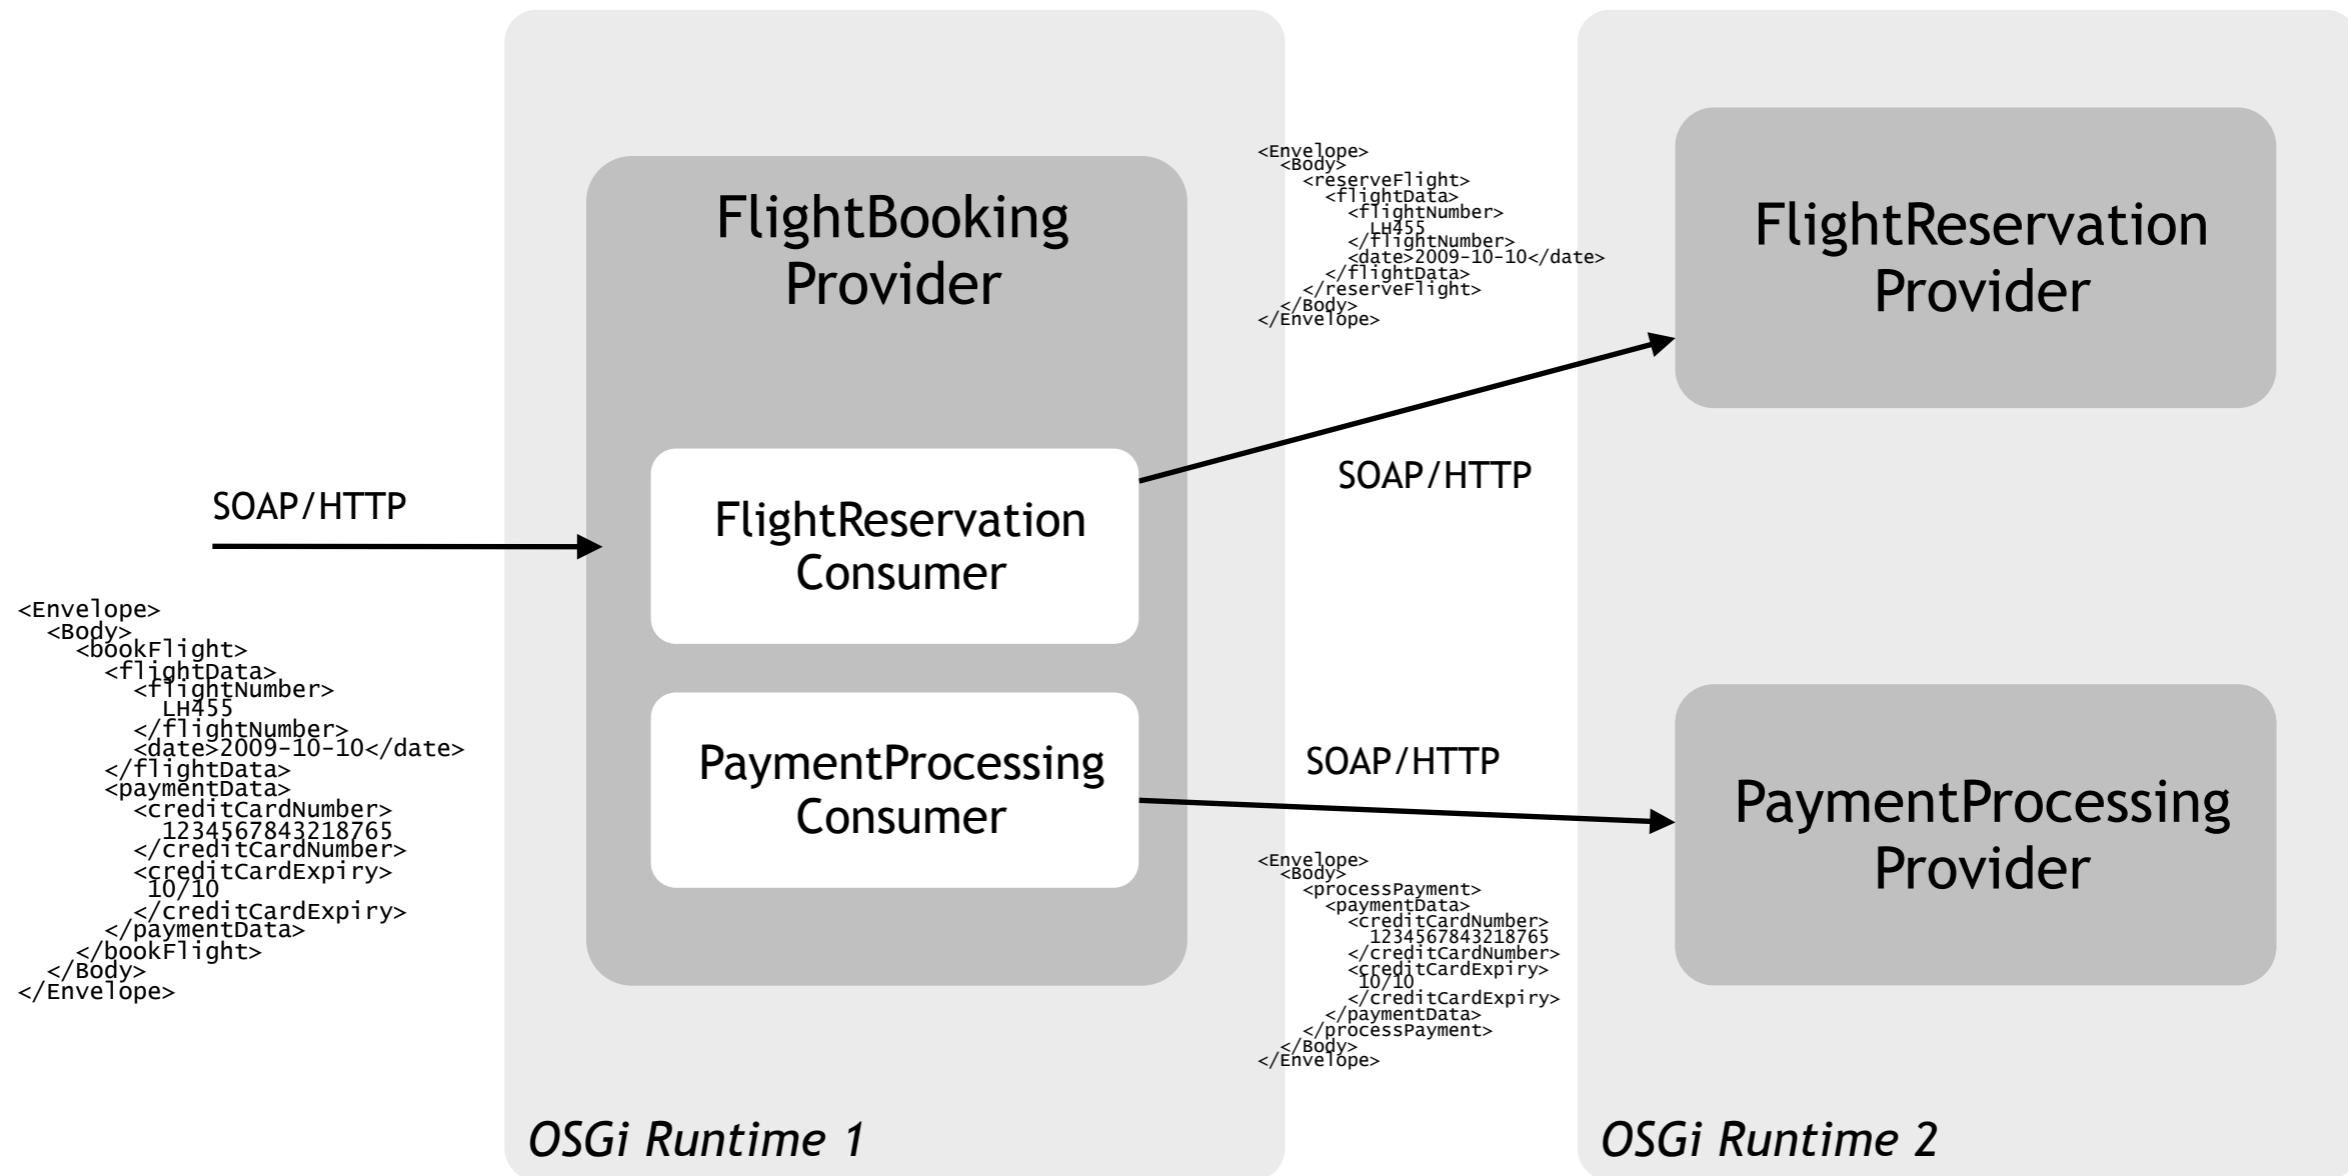 SOAP/HTTP
<Envelope>
  <Body>
    <bookFlight>
      <flightData>
        <flightNumber>
          LH455
        </flightNumber>
        <date>2009-10-10</date>
      </flightData>
      <paymentData>
        <creditCardNumber>
          1234567843218765
        </creditCardNumber>
        <creditCardExpiry>
         10/10
        </creditCardExpiry>
      </paymentData>
    </bookFlight>
  </Body>
</Envelope>
FlightBooking
Provider
FlightReservation
Consumer
PaymentProcessing
Consumer
OSGi Runtime 1
<Envelope>
  <Body>
    <reserveFlight>
      <flightData>
        <flightNumber>
          LH455
        </flightNumber>
        <date>2009-10-10</date>
      </flightData>
    </reserveFlight>
  </Body>
</Envelope>
SOAP/HTTP
SOAP/HTTP
<Envelope>
  <Body>
    <processPayment>
      <paymentData>
        <creditCardNumber>
          1234567843218765
        </creditCardNumber>
        <creditCardExpiry>
         10/10
        </creditCardExpiry>
      </paymentData>
    </processPayment>
  </Body>
</Envelope>
FlightReservation
Provider
PaymentProcessing
Provider
OSGi Runtime 2